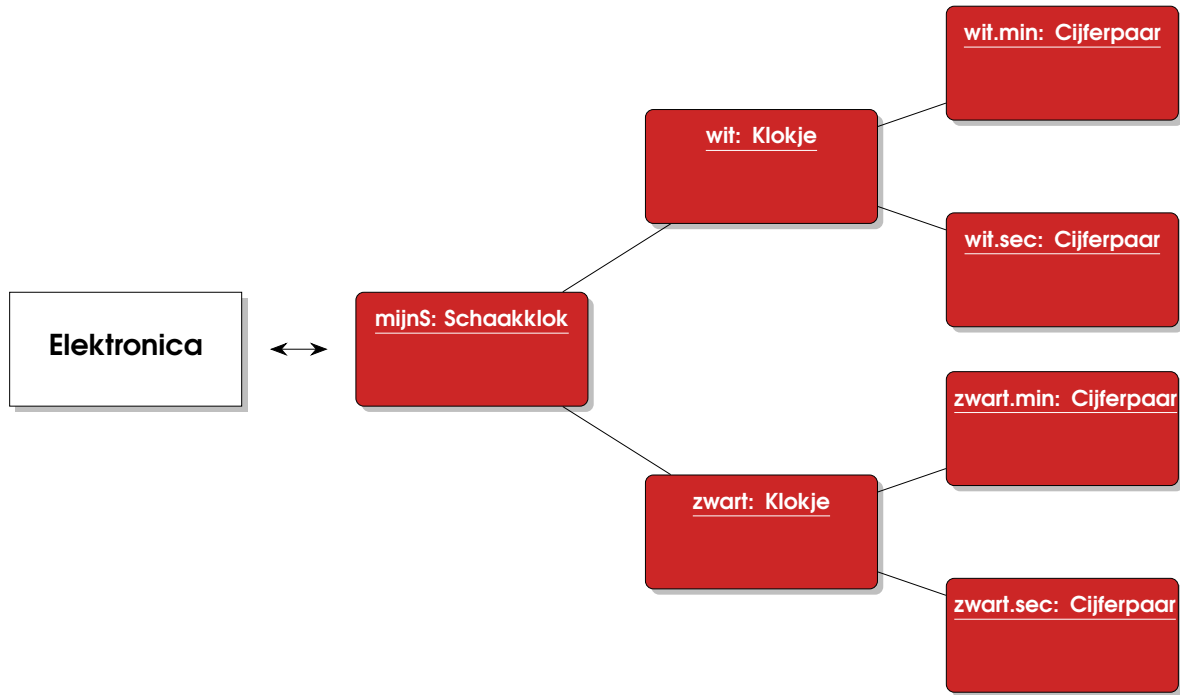 wit.min: Cijferpaar
wit: Klokje
wit.sec: Cijferpaar
Elektronica
mijnS: Schaakklok
zwart.min: Cijferpaar
zwart: Klokje
zwart.sec: Cijferpaar